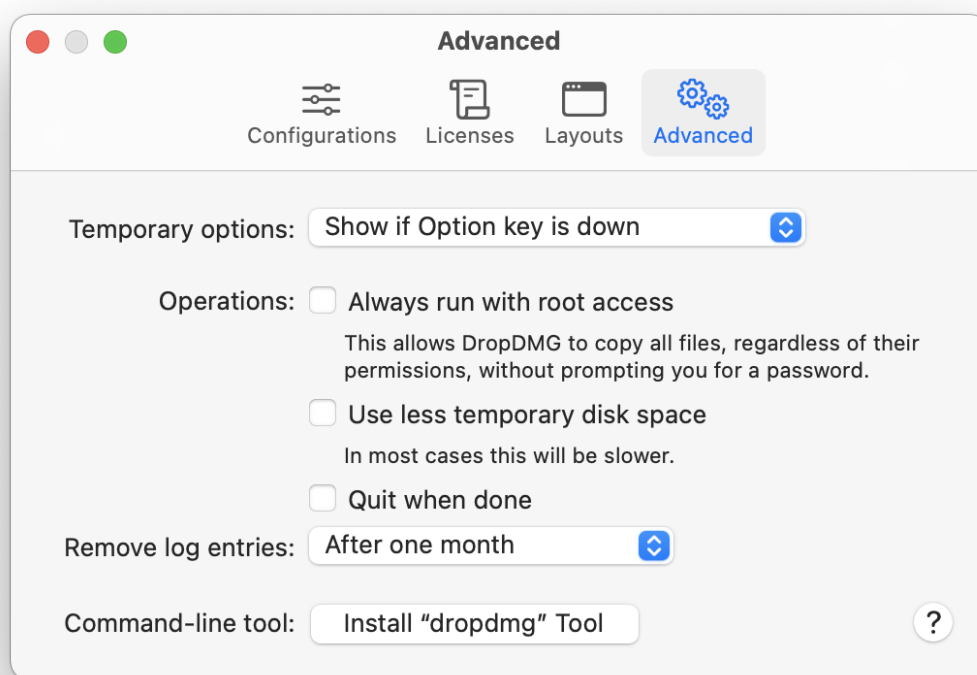 Advanced
Configurations
Licenses
Layouts
Advanced
Temporary options: Show if Option key is down
Operations: Always run with root access
This allows DropDMG to copy all files, regardless of their
permissions, without prompting you for a password.
Use less temporary disk space
In most cases this will be slower.
Quit when done
Remove log entries: After one month
Command-line tool: Install “dropdmg” Tool
?